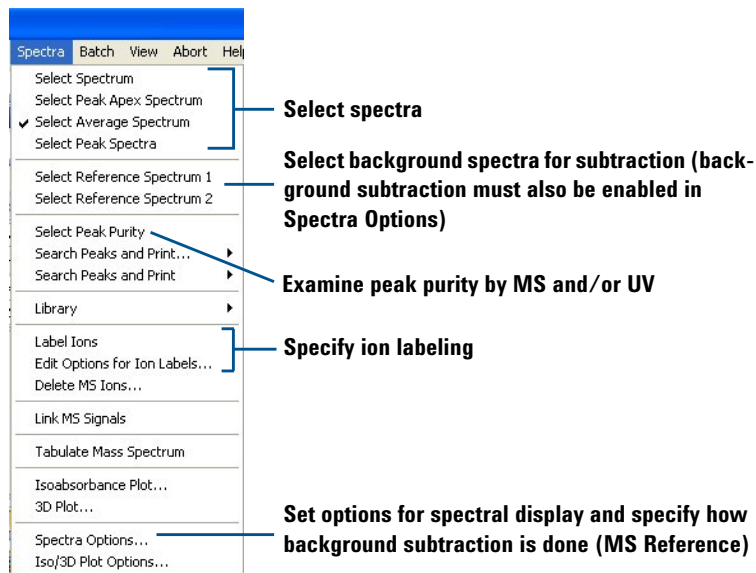 Spectra Batch View Abort Help
Select Spectrum
Select Peak Apex Spectrum
Select Average Spectrum
Select Peak Spectra
Select spectra
Select Reference Spectrum 1
Select Reference Spectrum 2
Select background spectra for subtraction (back-
ground subtraction must also be enabled in
Spectra Options)
Select Peak Purity
Search Peaks and Print...
Search Peaks and Print
Examine peak purity by MS and/or UV
Library
Label Ions
Edit Options for Ion Labels...
Specify ion labeling
Delete MS Ions...
Link MS Signals
Tabulate Mass Spectrum
Isoabsorbance Plot...
3D Plot...
Spectra Options...
Iso/3D Plot Options...
Set options for spectral display and specify how
background subtraction is done (MS Reference)